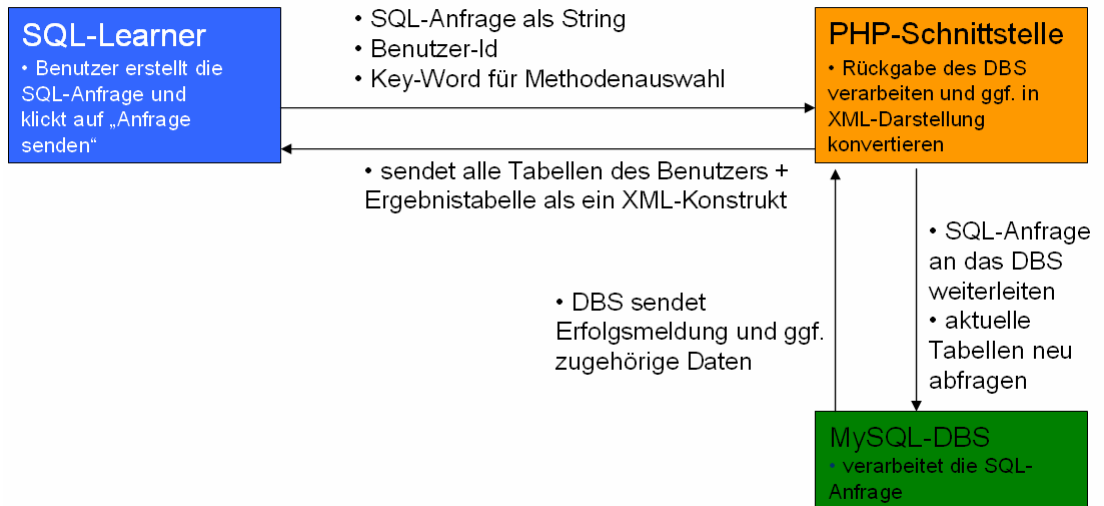 SQL-Learner
• Benutzer erstellt die
SQL-Anfrage und
klickt auf „Anfrage
senden“
• SQL-Anfrage als String
• Benutzer-Id
• Key-Word für Methodenauswahl
PHP-Schnittstelle
• Rückgabe des DBS
verarbeiten und ggf. in
XML-Darstellung
konvertieren
• sendet alle Tabellen des Benutzers +
Ergebnistabelle als ein XML-Konstrukt
• SQL-Anfrage
an das DBS
weiterleiten
• aktuelle
Tabellen neu
abfragen
• DBS sendet
Erfolgsmeldung und ggf.
zugehörige Daten
MySQL-DBS
• verarbeitet die SQL-
Anfrage